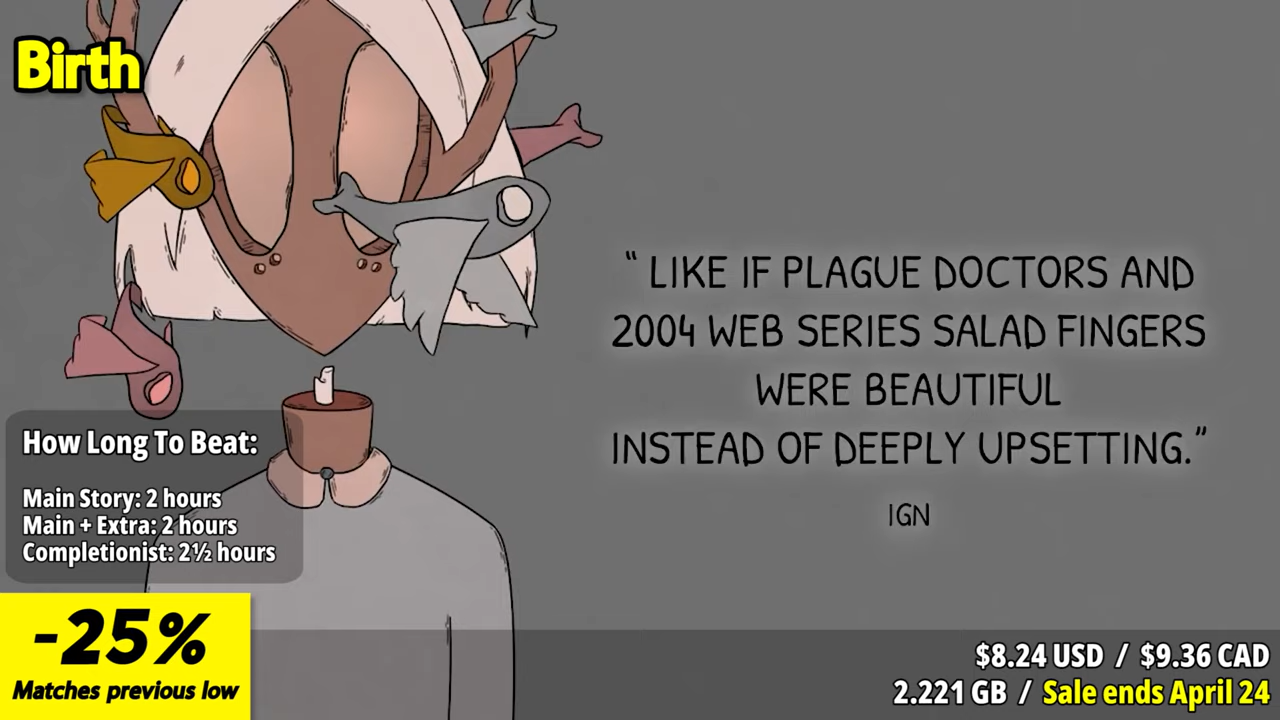 Birth
“ LIKE IF PLAGUE DOCTORS AND
2004 WEB SERIES SALAD FINGERS
WERE BEAUTIFUL
INSTEAD OF DEEPLY UPSETTING.”
IGN
How Long To Beat:
Main Story: 2 hours
Main + Extra: 2 hours
Completionist: 2½ hours
-25%
Matches previous low
$8.24 USD / $9.36 CAD
2.221 GB / Sale ends April 24